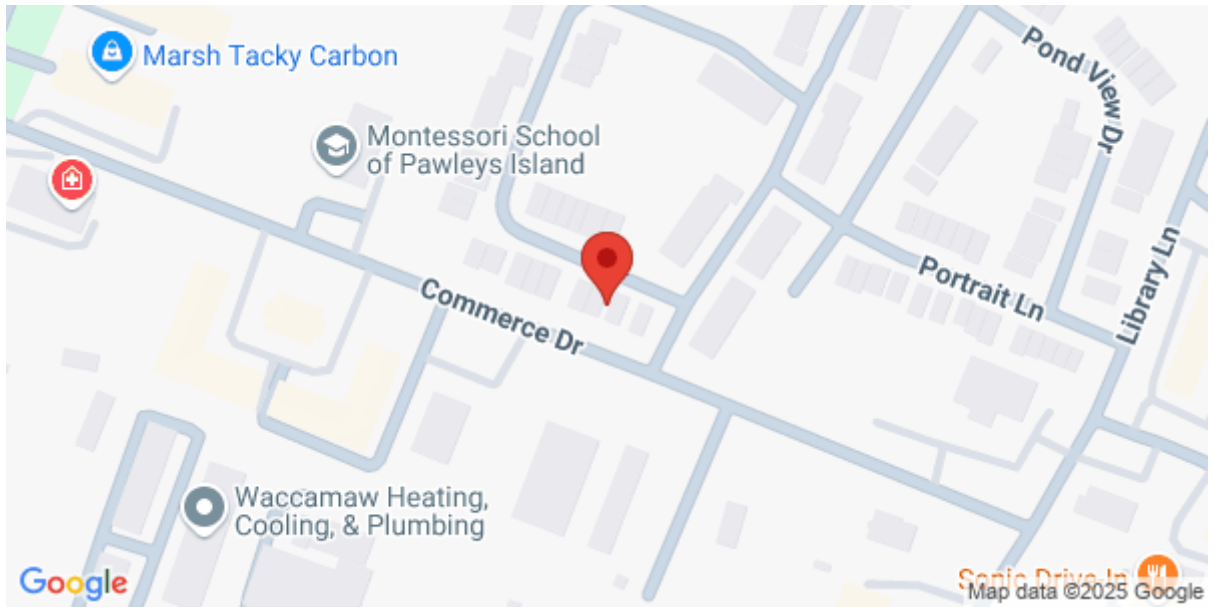 Marsh Tacky Carbon
Pond View Dr
Montessori School
of Pawleys Island
Commerce Dr
Portrait Ln
Library Ln
Waccamaw Heating,
Cooling, & Plumbing
Sonic Drive-In
Google
Map data ©2025 Google